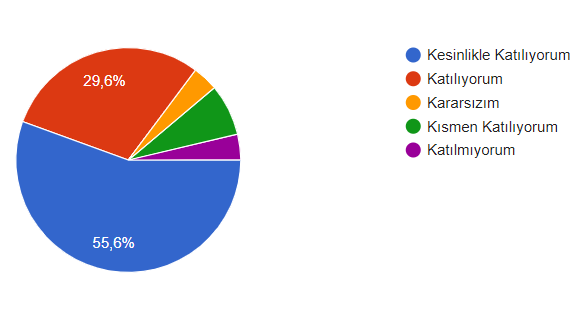 29,6%
55,6%
Kesinlikle Katılıyorum
Katılıyorum
Kararsızım
Kısmen Katılıyorum
Katılmıyorum